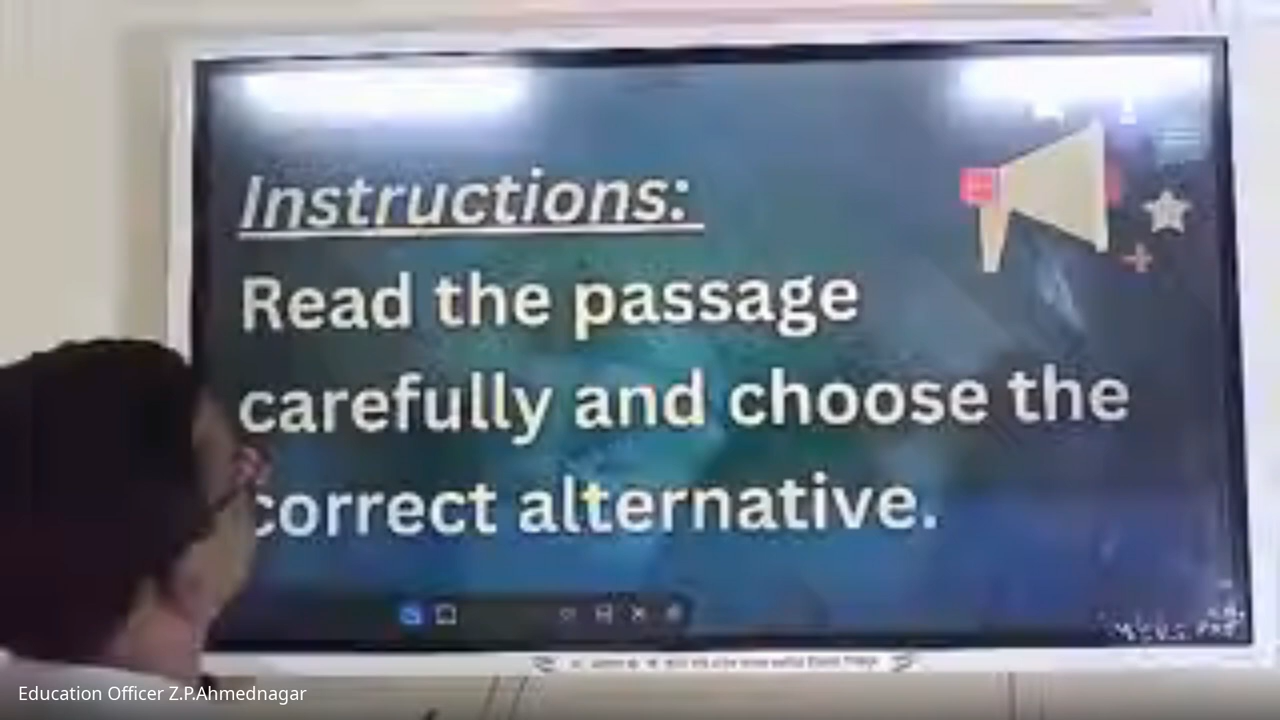 Instructions:
Read the passage
carefully and choose the
correct alternative.
Education Officer Z.P.Ahmednagar